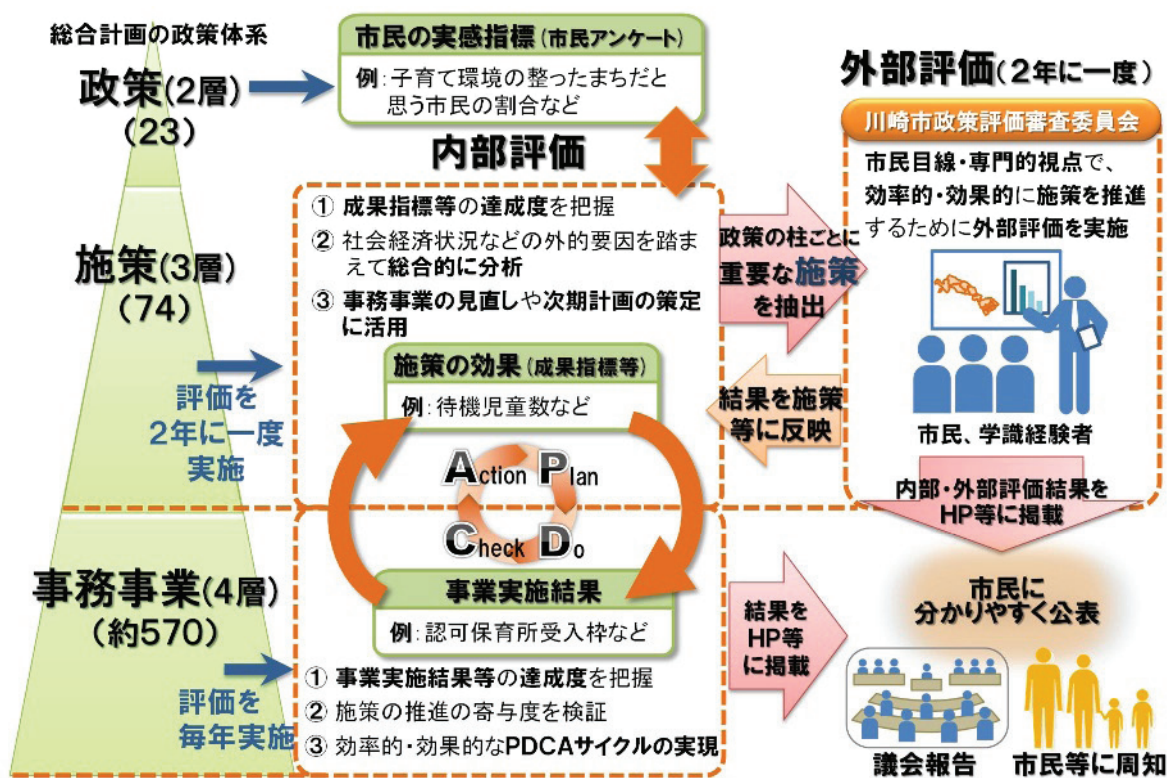 総合計画の政策体系
政策(2層)
(23)
市民の実感指標(市民アンケート)
例:子育て環境の整ったまちだと
思う市民の割合など
内部評価
施策(3層)
(74)
評価を
2年に一度
実施
① 成果指標等の達成度を把握
② 社会経済状況などの外的要因を踏ま
えて総合的に分析
③ 事務事業の見直しや次期計画の策定
に活用
施策の効果(成果指標等)
例:待機児童数など
Action Plan
Check Do
事業実施結果
例:認可保育所受入枠など
事務事業(4層)
(約570)
評価を
毎年実施
① 事業実施結果等の達成度を把握
② 施策の推進の寄与度を検証
③ 効率的・効果的なPDCAサイクルの実現
政策の柱ごとに
重要な施策
を抽出
結果を施策
等に反映
結果を
HP等
に掲載
外部評価(2年に一度)
川崎市政策評価審査委員会
市民目線・専門的視点で、
効率的・効果的に施策を推進
するために外部評価を実施
市民、学識経験者
内部・外部評価結果を
HP等に掲載
市民に
分かりやすく公表
議会報告
市民等に周知